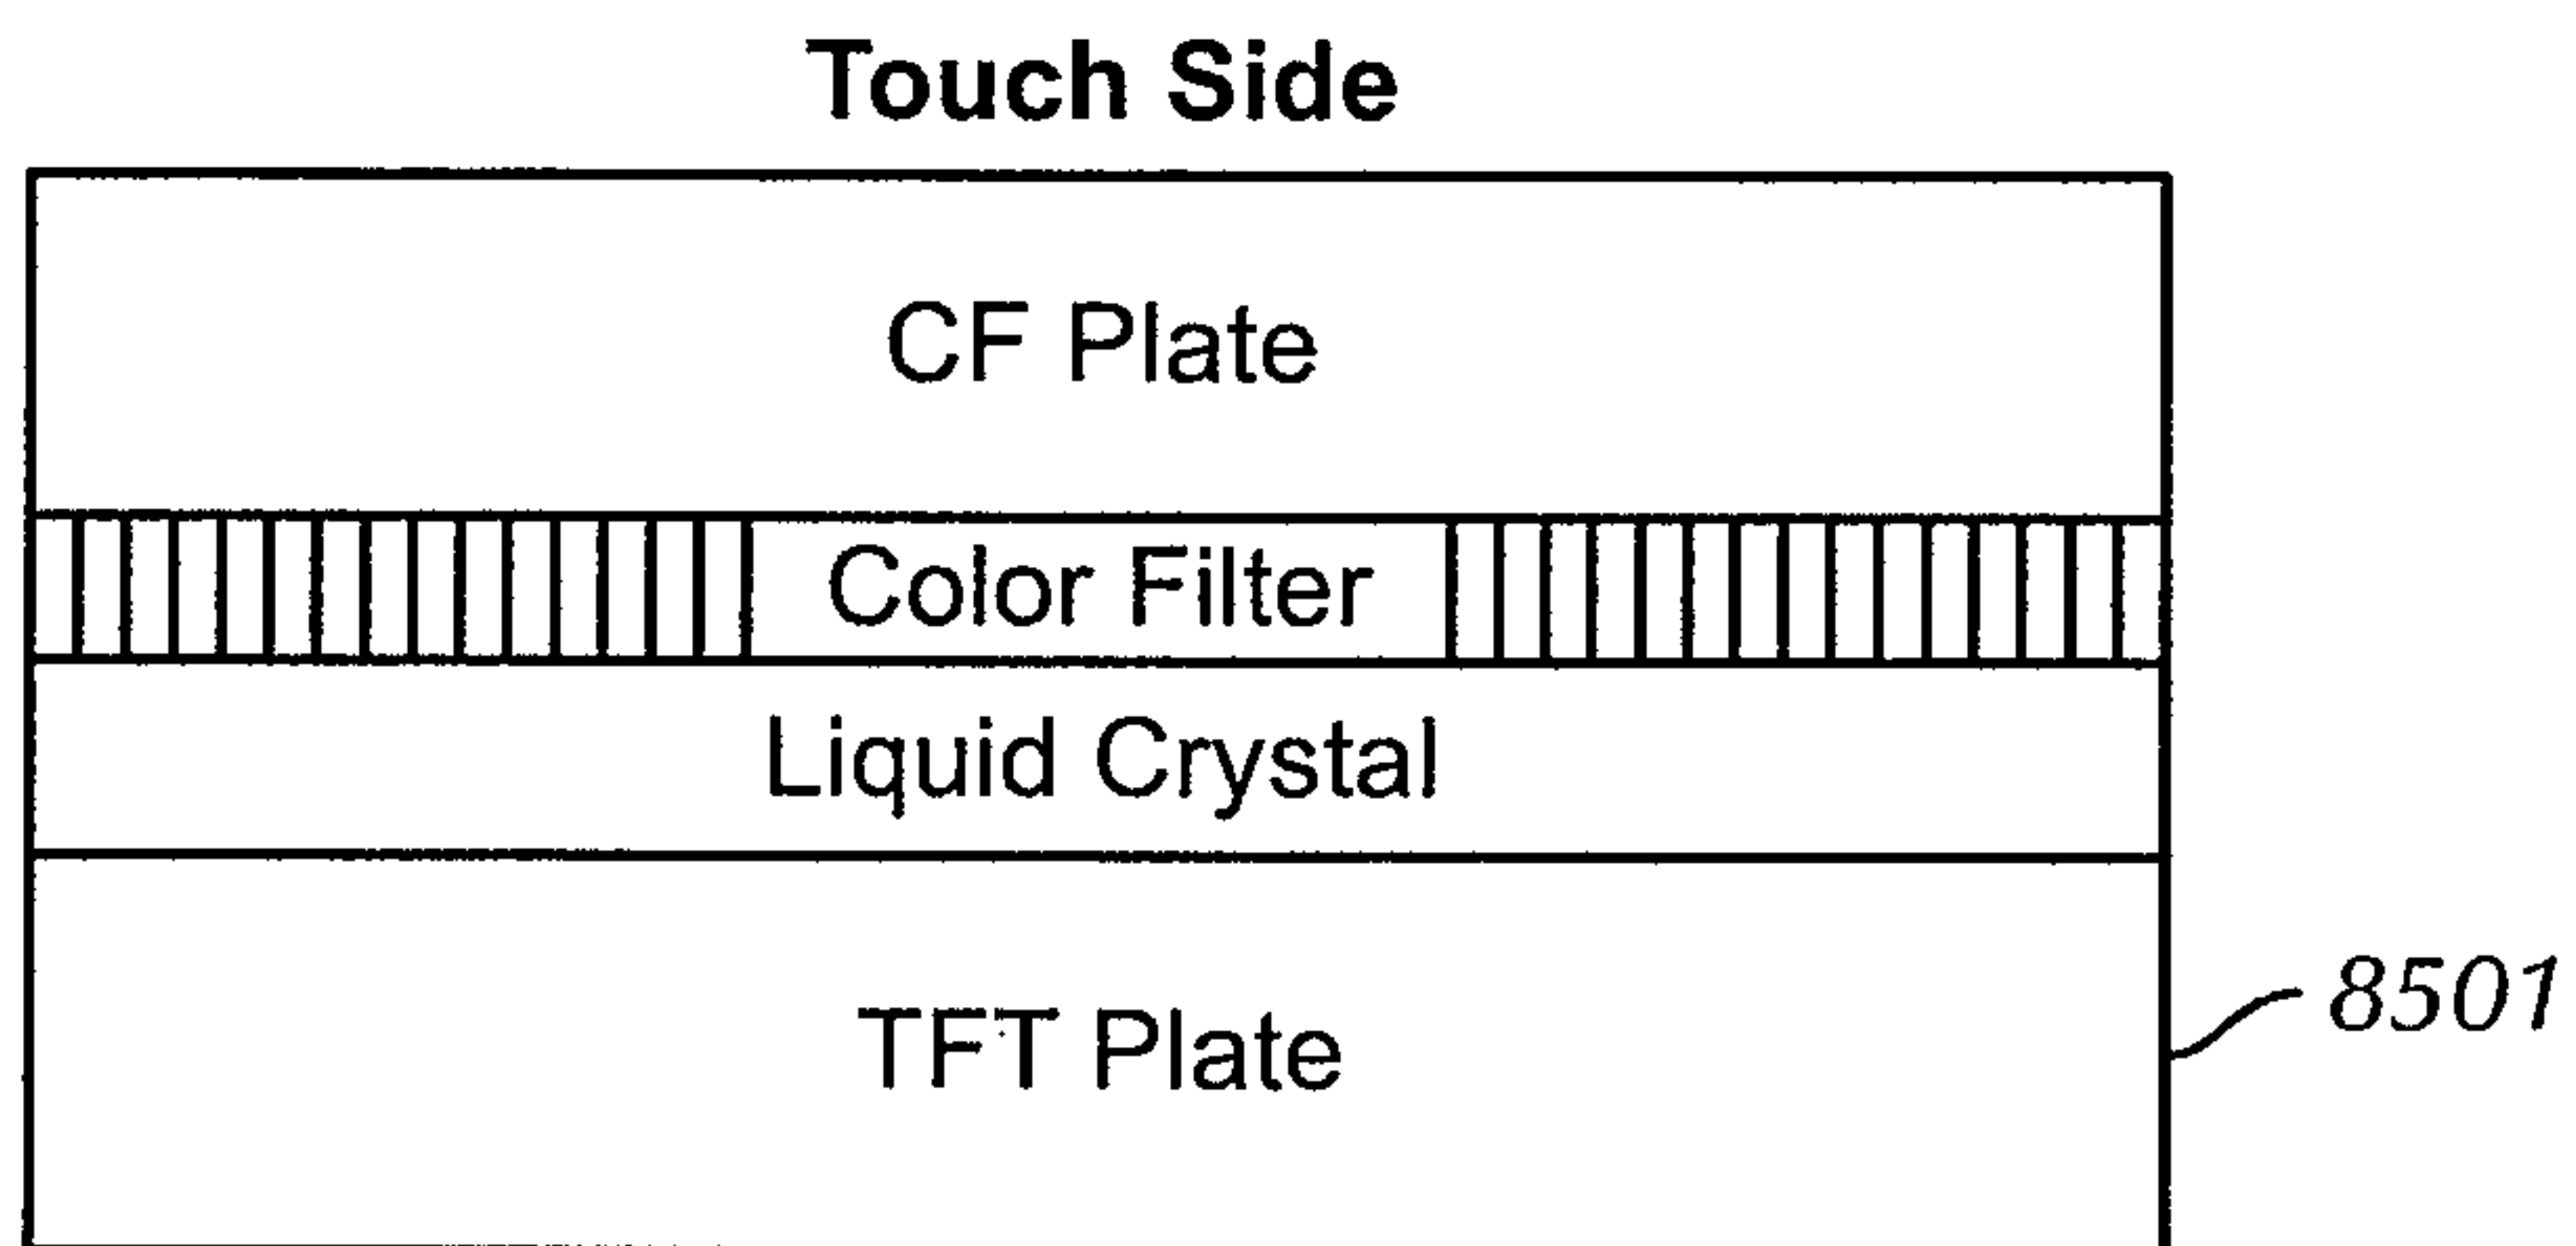 Touch Side
CF Plate
Color Filter
Liquid Crystal
TFT Plate
8501